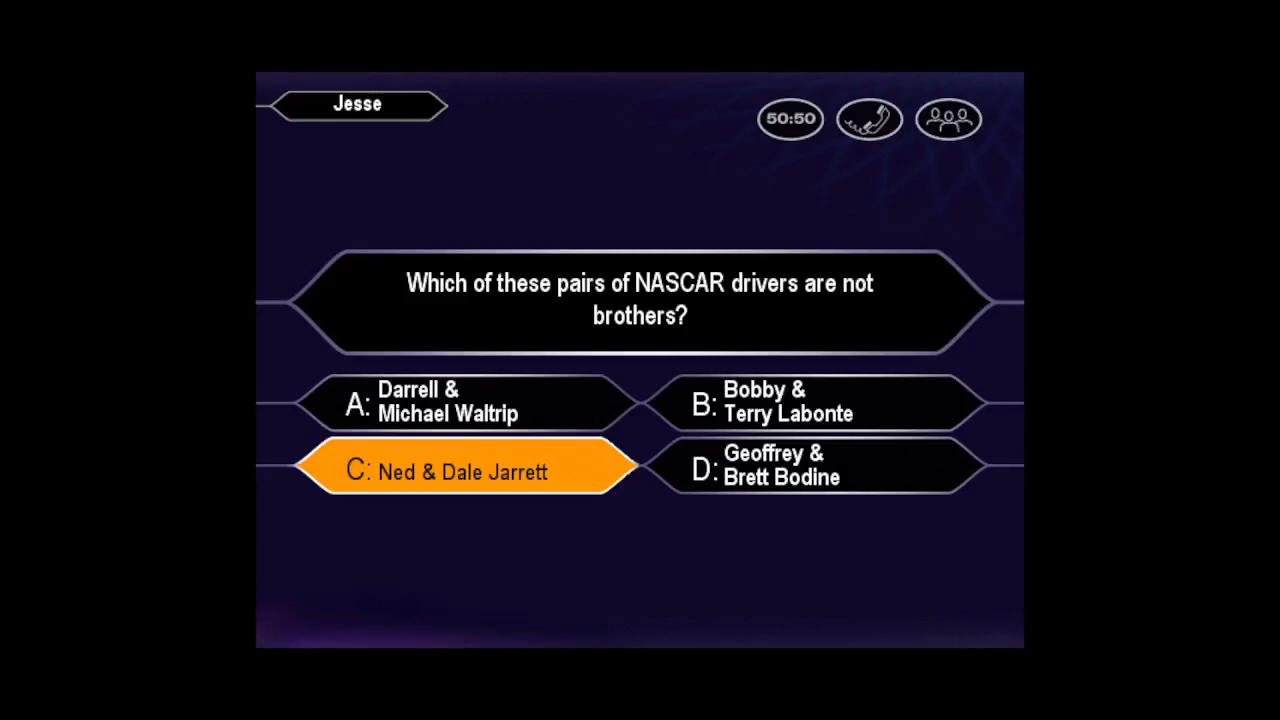 Jesse
50:50
Which of these pairs of NASCAR drivers are not
brothers?
A: Darrell &
Michael Waltrip
B: Bobby &
Terry Labonte
C: Ned & Dale Jarrett
D: Geoffrey &
Brett Bodine